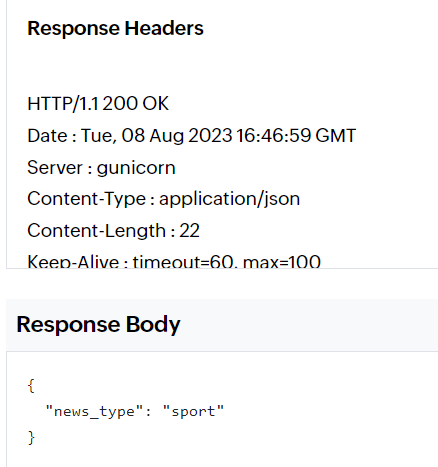 Response Headers
HTTP/1.1 200 OK
Date : Tue, 08 Aug 2023 16:46:59 GMT
Server : gunicorn
Content-Type : application/json
Content-Length : 22
Keep-Alive : timeout=60, max=100
Response Body
{
  "news_type": "sport"
}